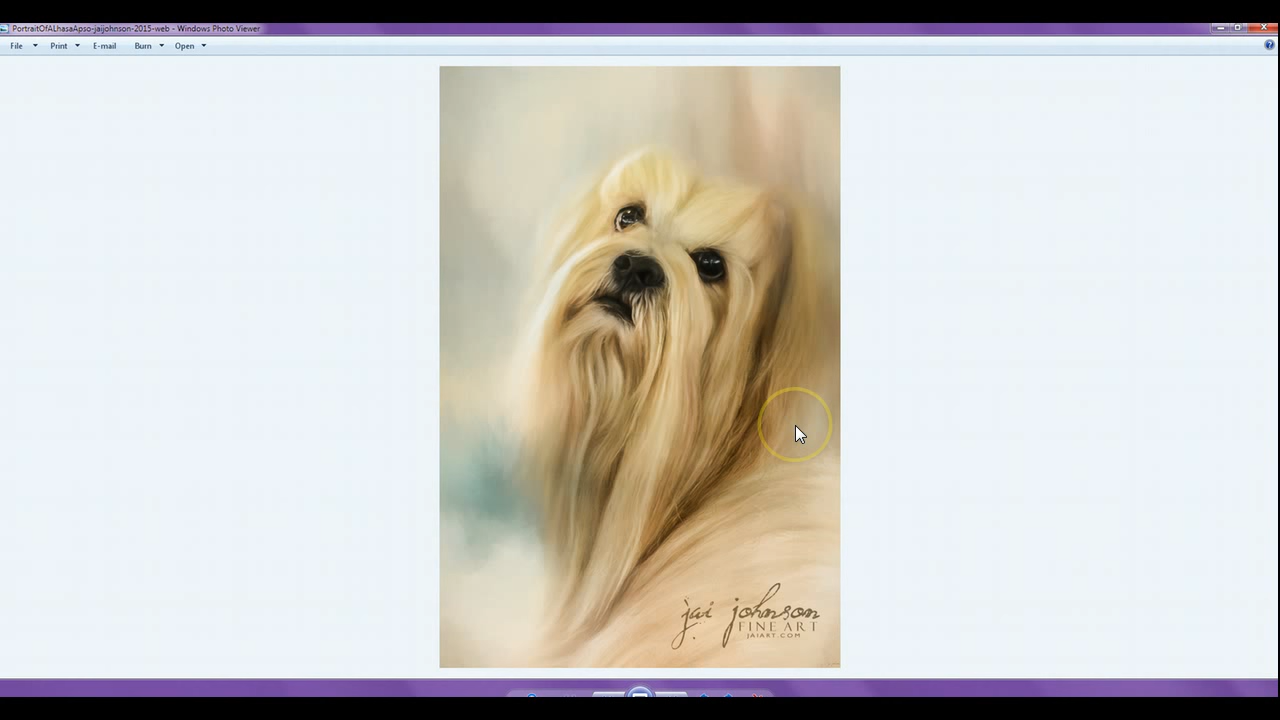 PortraitOfALhasaApso-jaijohnson-2015-web - Windows Photo Viewer
File Print E-mail Burn Open
jai johnson
FINE ART
JAIART.COM